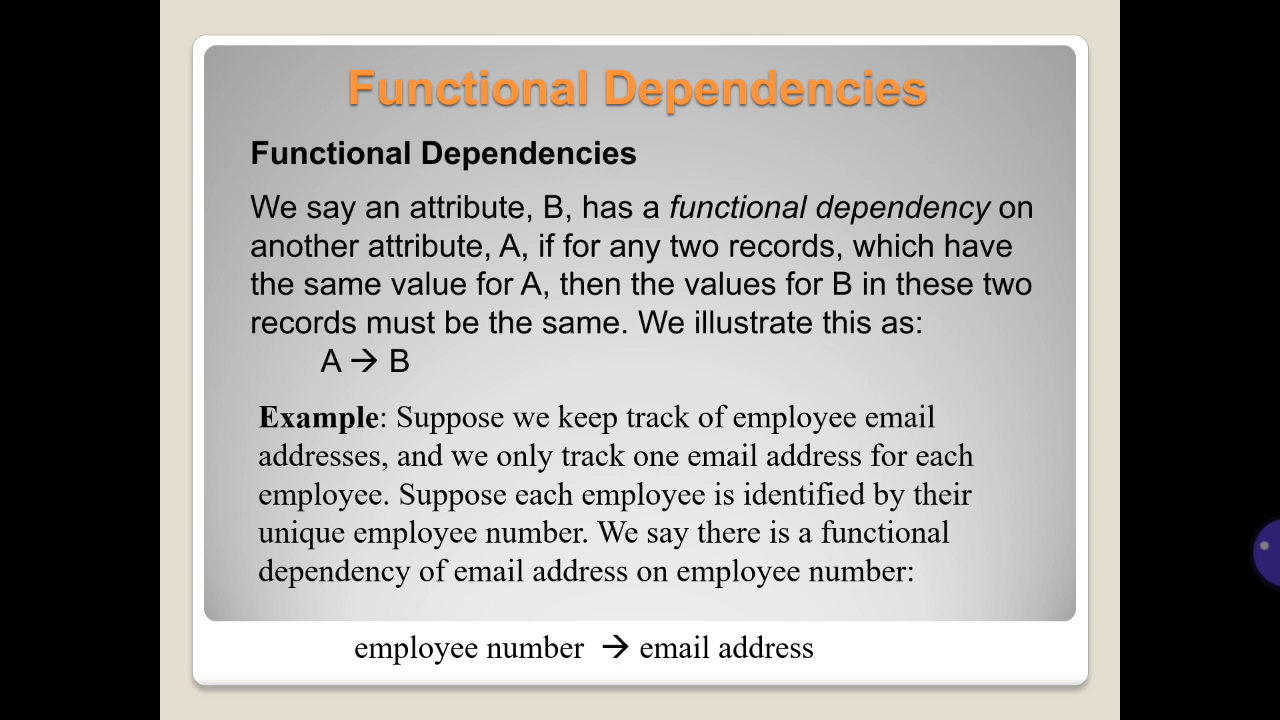 Functional Dependencies
Functional Dependencies
We say an attribute, B, has a functional dependency on
another attribute, A, if for any two records, which have
the same value for A, then the values for B in these two
records must be the same. We illustrate this as:
A → B
Example: Suppose we keep track of employee email
addresses, and we only track one email address for each
employee. Suppose each employee is identified by their
unique employee number. We say there is a functional
dependency of email address on employee number:
employee number → email address